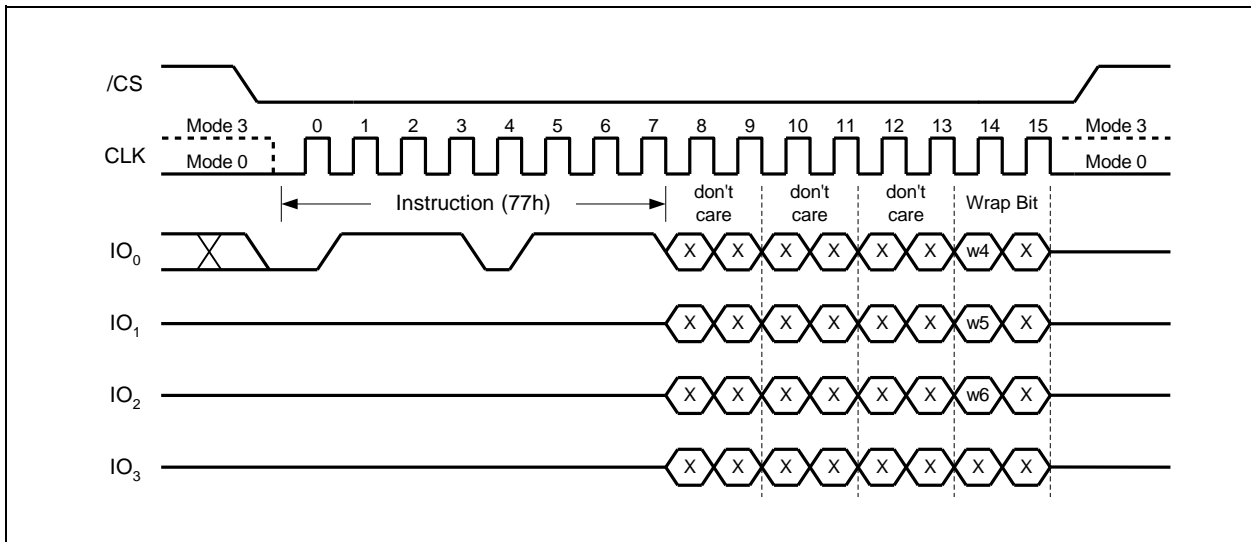 /CS
Mode 3 0 1 2 3 4 5 6 7 8 9 10 11 12 13 14 15 Mode 3
CLK
Mode 0 Mode 0
Instruction (77h) don't care don't care don't care Wrap Bit
IO0 X X X X X X w4 X
IO1 X X X X X X w5 X
IO2 X X X X X X w6 X
IO3 X X X X X X X X